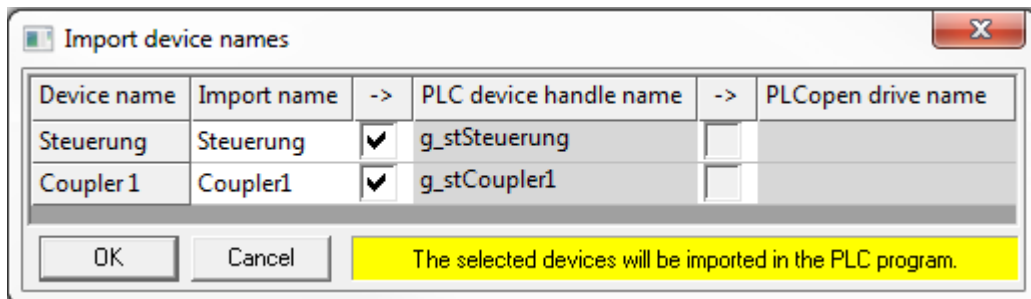 Import device names
Device name Import name -> PLC device handle name -> PLCopen drive name
Steuerung Steuerung g_stSteuerung
Coupler 1 Coupler1 g_stCoupler1
OK Cancel The selected devices will be imported in the PLC program.